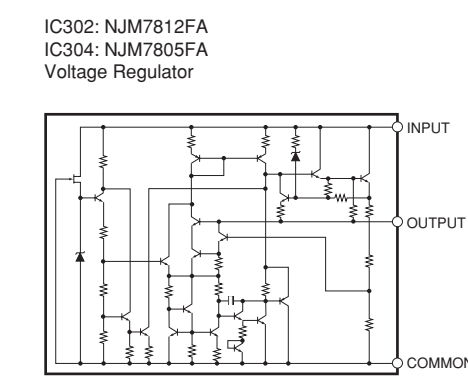 IC302: NJM7812FA
IC304: NJM7805FA
Voltage Regulator
INPUT
OUTPUT
COMMON